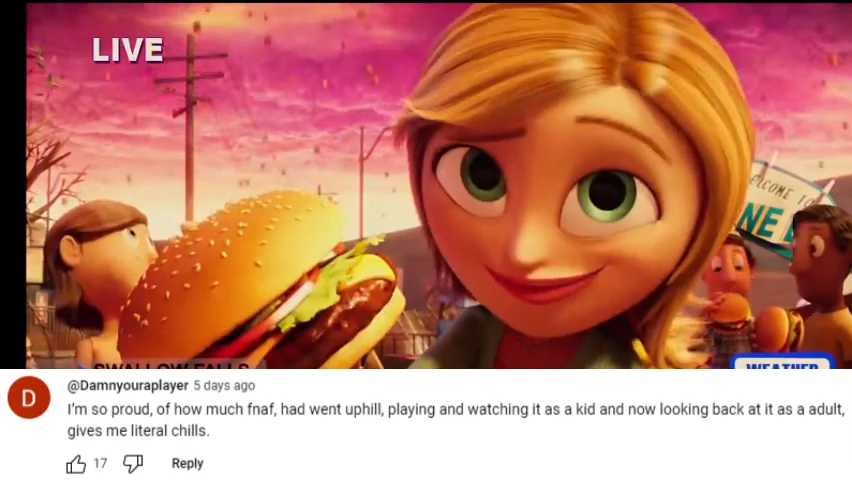 LIVE
ELCOME TO
NE
SWALLOW FALLS
WEATHER
D
@Damnyouraplayer 5 days ago
I'm so proud, of how much fnaf, had went uphill, playing and watching it as a kid and now looking back at it as a adult,
gives me literal chills.
17
Reply